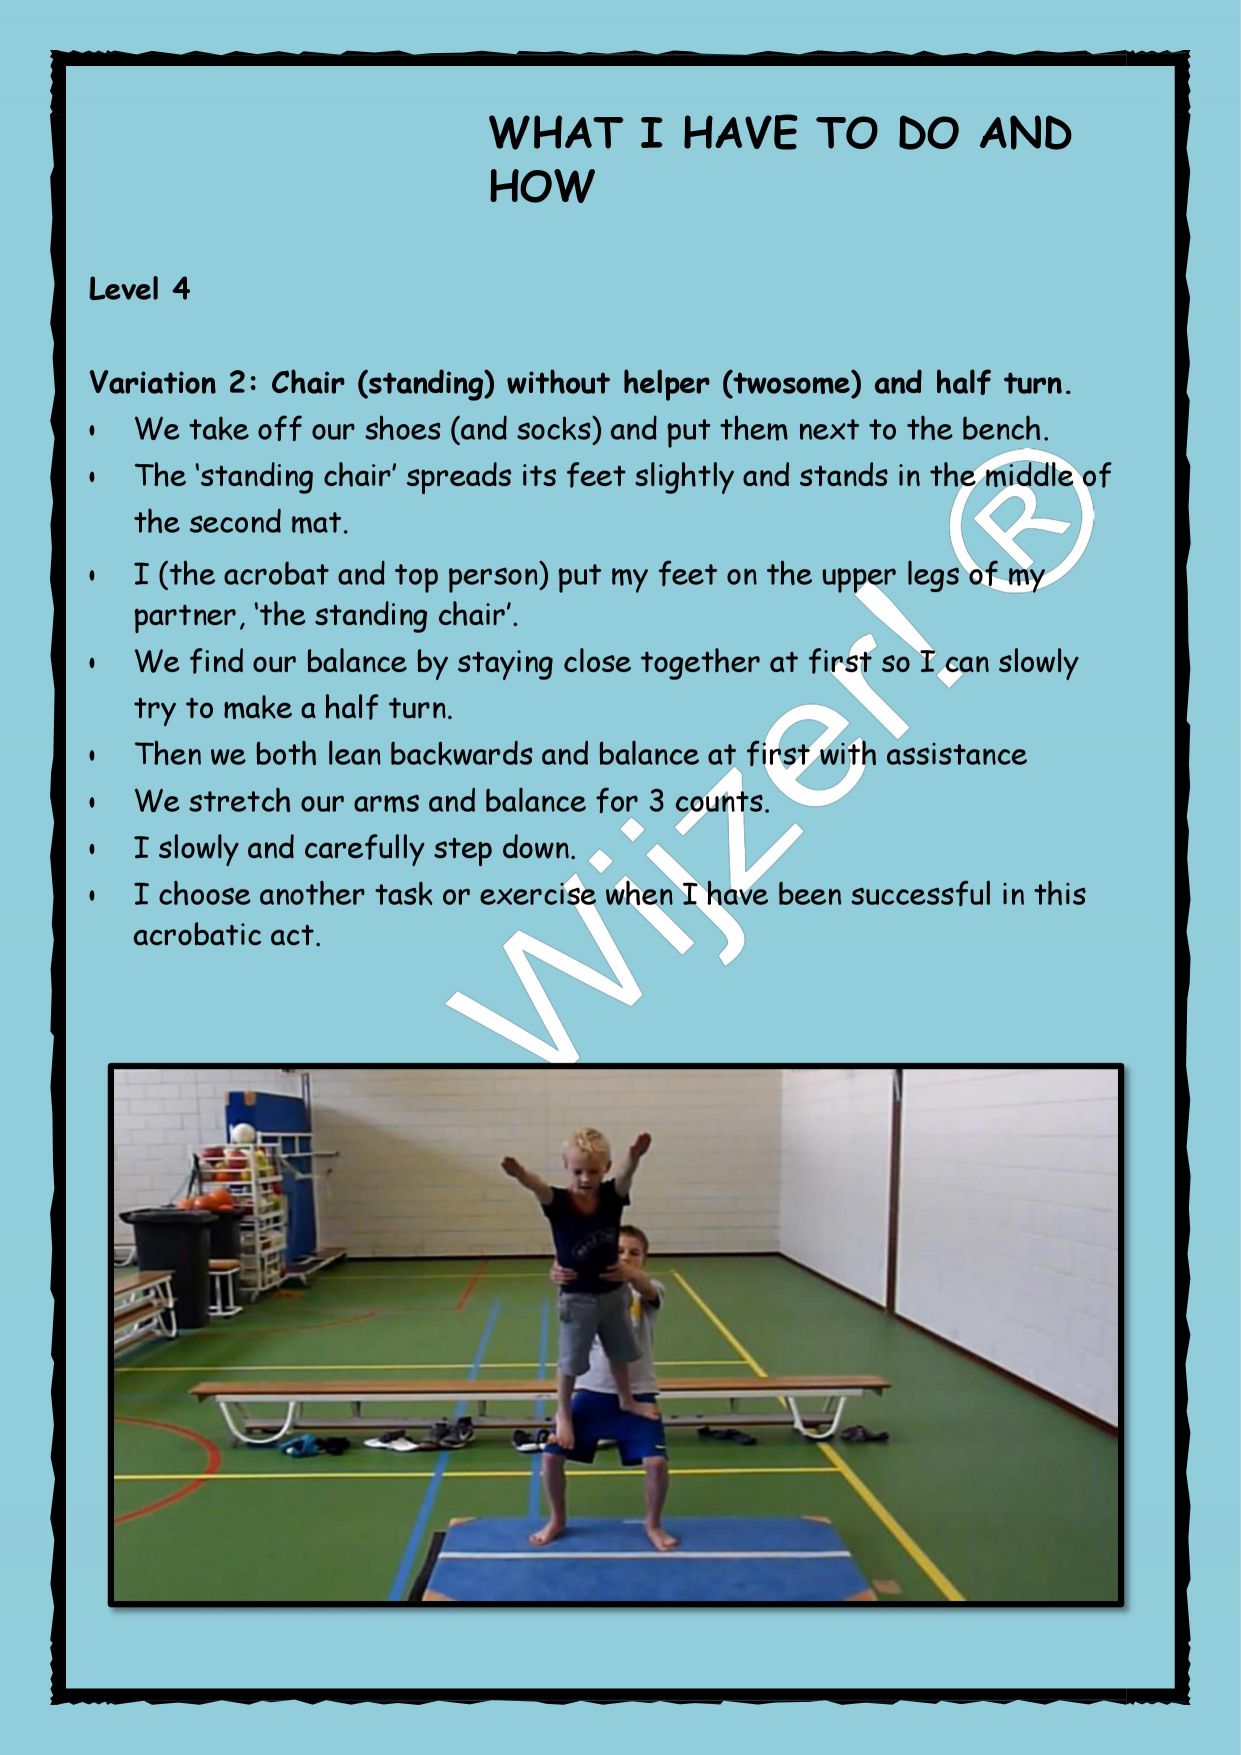 WHAT I HAVE TO DO AND
HOW
Level 4
Variation 2: Chair (standing) without helper (twosome) and half turn.
• We take off our shoes (and socks) and put them next to the bench.
• The ‘standing chair’ spreads its feet slightly and stands in the middle of
the second mat.
• I (the acrobat and top person) put my feet on the upper legs of my
partner, ‘the standing chair’.
• We find our balance by staying close together at first so I can slowly
try to make a half turn.
• Then we both lean backwards and balance at first with assistance
• We stretch our arms and balance for 3 counts.
• I slowly and carefully step down.
• I choose another task or exercise when I have been successful in this
acrobatic act.
Wijzer! ®